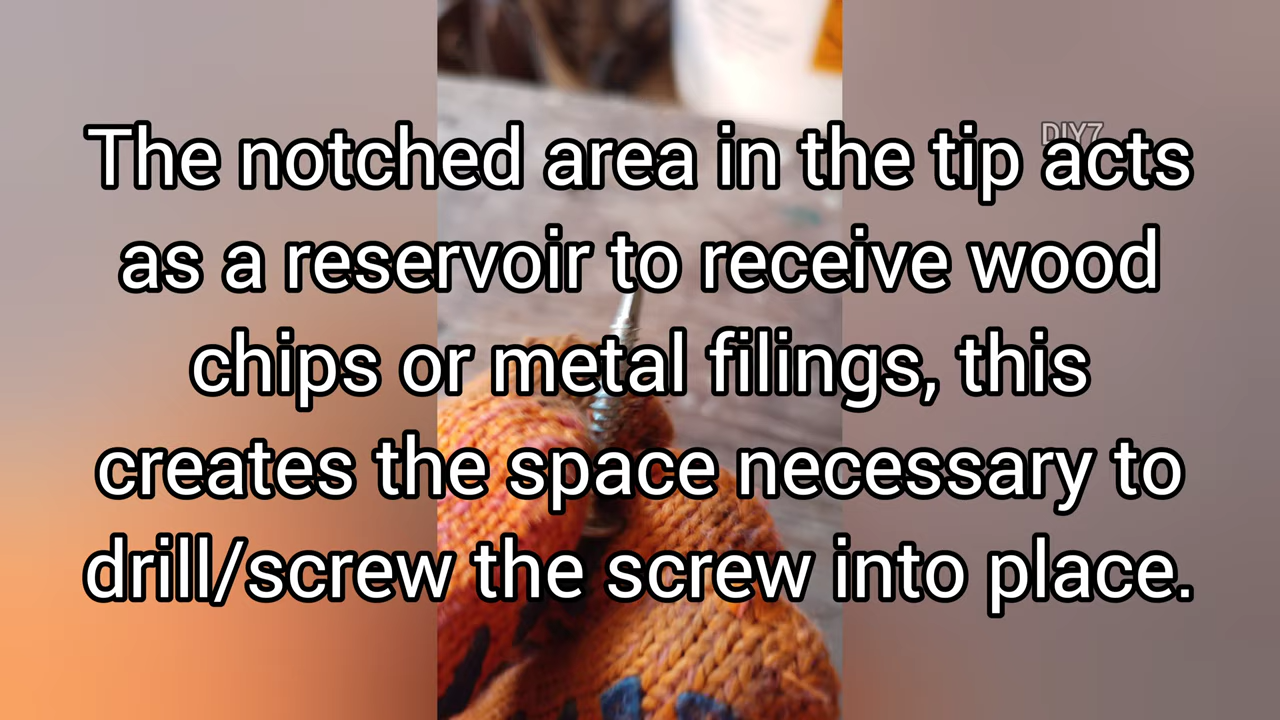 DIY7
The notched area in the tip acts
as a reservoir to receive wood
chips or metal filings, this
creates the space necessary to
drill/screw the screw into place.